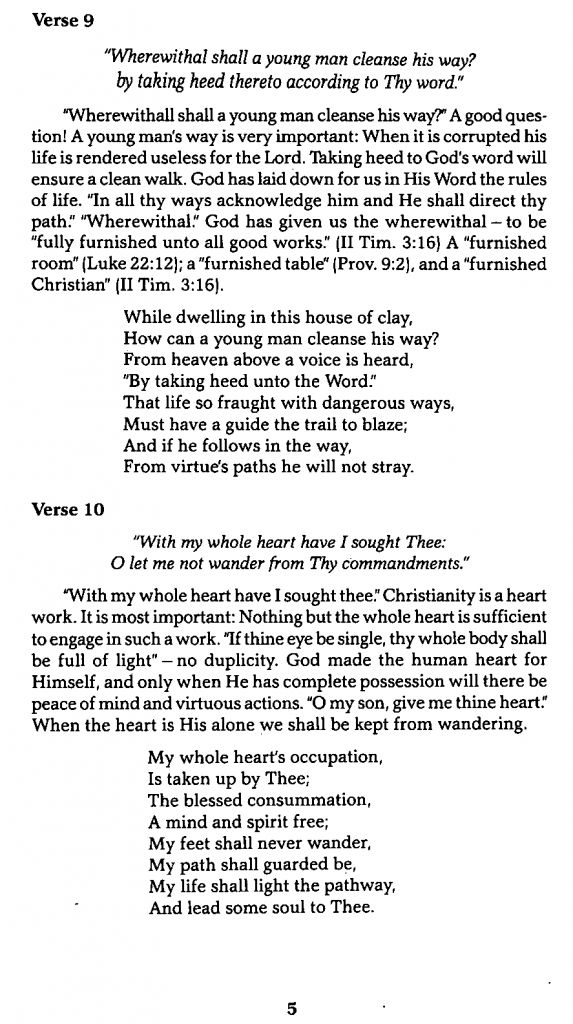 Verse 9
"Wherewithal shall a young man cleanse his way?
by taking heed thereto according to Thy word."
"Wherewithall shall a young man cleanse his way?" A good ques-
tion! A young man's way is very important: When it is corrupted his
life is rendered useless for the Lord. Taking heed to God's word will
ensure a clean walk. God has laid down for us in His Word the rules
of life. "In all thy ways acknowledge him and He shall direct thy
path." "Wherewithal." God has given us the wherewithal – to be
"fully furnished unto all good works." (II Tim. 3:16) A "furnished
room" (Luke 22:12); a "furnished table" (Prov. 9:2), and a "furnished
Christian" (II Tim. 3:16).
While dwelling in this house of clay,
How can a young man cleanse his way?
From heaven above a voice is heard,
"By taking heed unto the Word."
That life so fraught with dangerous ways,
Must have a guide the trail to blaze;
And if he follows in the way,
From virtue's paths he will not stray.
Verse 10
"With my whole heart have I sought Thee:
O let me not wander from Thy commandments."
"With my whole heart have I sought thee." Christianity is a heart
work. It is most important: Nothing but the whole heart is sufficient
to engage in such a work. "If thine eye be single, thy whole body shall
be full of light" – no duplicity. God made the human heart for
Himself, and only when He has complete possession will there be
peace of mind and virtuous actions. "O my son, give me thine heart."
When the heart is His alone we shall be kept from wandering.
My whole heart's occupation,
Is taken up by Thee;
The blessed consummation,
A mind and spirit free;
My feet shall never wander,
My path shall guarded be,
My life shall light the pathway,
And lead some soul to Thee.
5